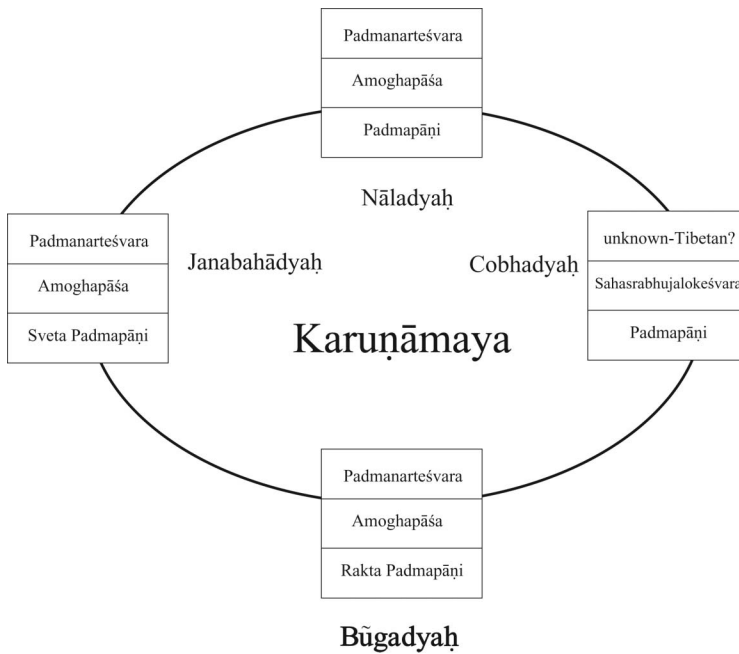 Padmanarteśvara
Amoghapāśa
Padmapāṇi
Nāladyaḥ
Padmanarteśvara
Amoghapāśa
Sveta Padmapāṇi
Janabahādyaḥ
Cobhadyaḥ
unknown-Tibetan?
Sahasrabhujalokeśvara
Padmapāṇi
Karuṇāmaya
Padmanarteśvara
Amoghapāśa
Rakta Padmapāṇi
Bũgadyaḥ